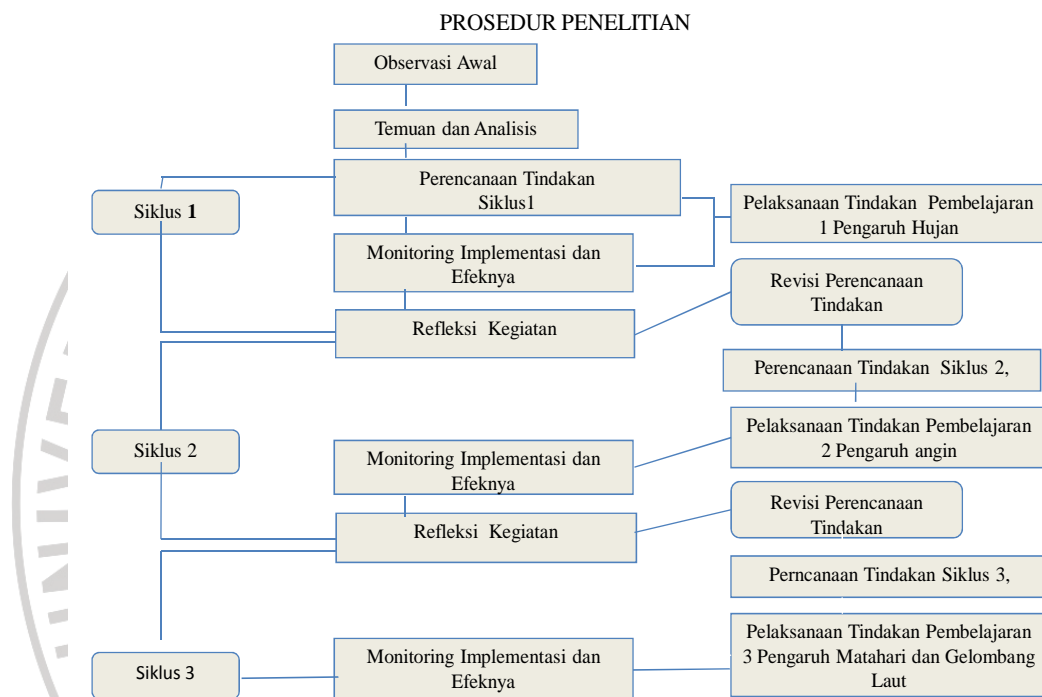 PROSEDUR PENELITIAN
Observasi Awal
Temuan dan Analisis
Perencanaan Tindakan
Siklus1
Siklus 1
Pelaksanaan Tindakan Pembelajaran
1 Pengaruh Hujan
Monitoring Implementasi dan
Efeknya
Revisi Perencanaan
Tindakan
Refleksi Kegiatan
Perencanaan Tindakan Siklus 2,
Siklus 2
Pelaksanaan Tindakan Pembelajaran
2 Pengaruh angin
Monitoring Implementasi dan
Efeknya
Revisi Perencanaan
Tindakan
Refleksi Kegiatan
Perncanaan Tindakan Siklus 3,
Pelaksanaan Tindakan Pembelajaran
3 Pengaruh Matahari dan Gelombang
Laut
Siklus 3
Monitoring Implementasi dan
Efeknya